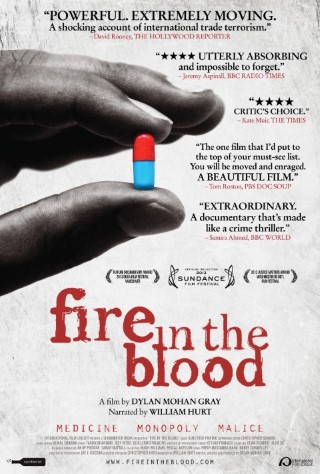 “POWERFUL. EXTREMELY MOVING.
A shocking account of international trade terrorism.”
– David Rooney, THE HOLLYWOOD REPORTER
“★★★★ UTTERLY ABSORBING
and impossible to forget.”
– Jeremy Aspinall, BBC RADIO TIMES
“★★★★
CRITIC'S CHOICE.”
– Kate Muir, THE TIMES
“The one film that I'd put to
the top of your must-see list.
You will be devastated,
moved and enraged.
A BEAUTIFUL FILM.”
– Tom Roston, PBS DOC SOUP
“EXTRAORDINARY.
A documentary that's made
like a crime thriller.”
– Samira Ahmed, BBC WORLD
OFFICIAL SELECTION
2013
SUNDANCE
FILM FESTIVAL
fire in the
blood
A film by DYLAN MOHAN GRAY
Narrated by WILLIAM HURT
MEDICINE MONOPOLY MALICE
WWW.FIREINTHEBLOOD.COM